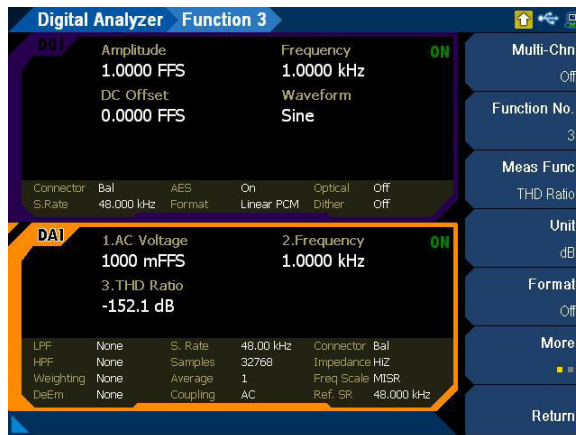 Digital Analyzer Function 3
DG1
Amplitude Frequency ON
1.0000 FFS 1.0000 kHz
DC Offset Waveform
0.0000 FFS Sine
Connector Bal AES On Optical Off
S.Rate 48.000 kHz Format Linear PCM Dither Off
DA1
1.AC Voltage 2.Frequency ON
1000 mFFS 1.0000 kHz
3.THD Ratio
-152.1 dB
LPF None S. Rate 48.00 kHz Connector Bal
HPF None Samples 32768 Impedance HiZ
Weighting None Average 1 Freq Scale MISR
DeEm None Coupling AC Ref. SR 48.000 kHz
Multi-Chn
Off
Function No.
3
Meas Func
THD Ratio
Unit
dB
Format
Off
More
Return